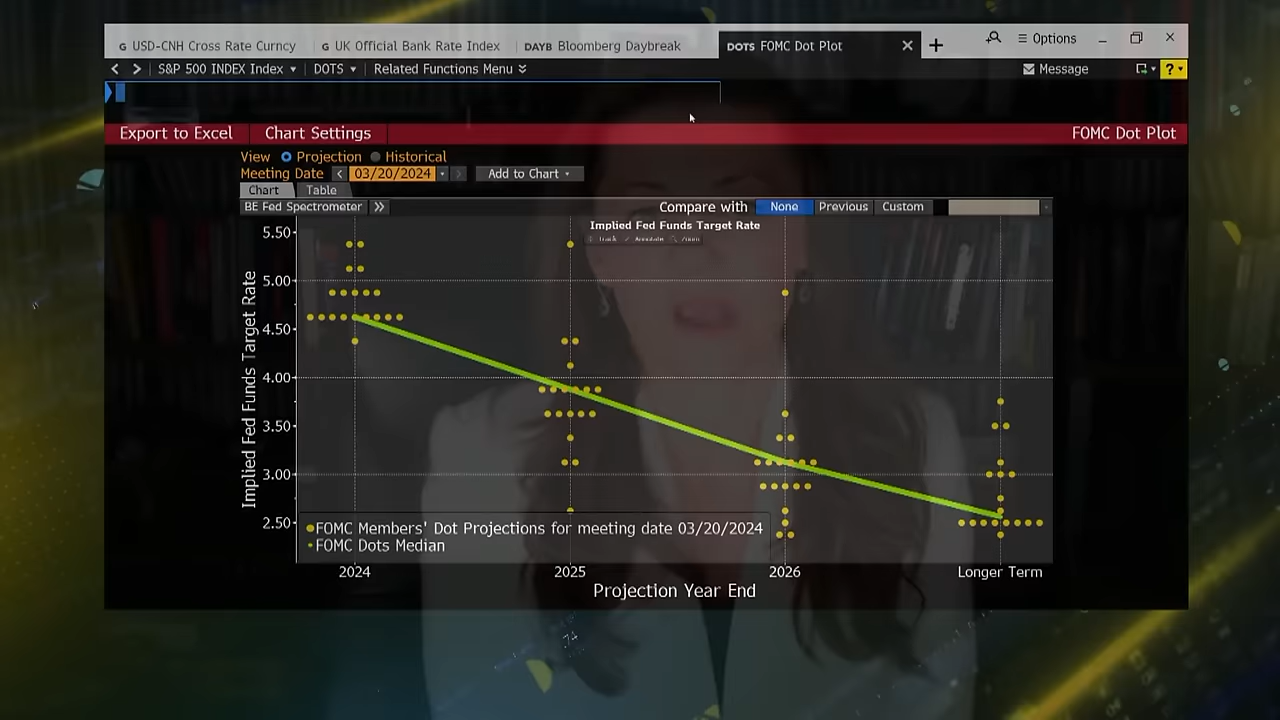 G USD-CNH Cross Rate Curncy G UK Official Bank Rate Index DAYB Bloomberg Daybreak DOTS FOMC Dot Plot Options
S&P 500 INDEX Index DOTS Related Functions Menu Message ?
Export to Excel Chart Settings FOMC Dot Plot
View Projection Historical
Meeting Date 03/20/2024 Add to Chart
Chart Table
BE Fed Spectrometer Compare with None Previous Custom
Implied Fed Funds Target Rate
Track Annotate Zoom
5.50
5.00
4.50
4.00
3.50
3.00
2.50
Implied Fed Funds Target Rate
FOMC Members' Dot Projections for meeting date 03/20/2024
FOMC Dots Median
2024 2025 2026 Longer Term
Projection Year End
74